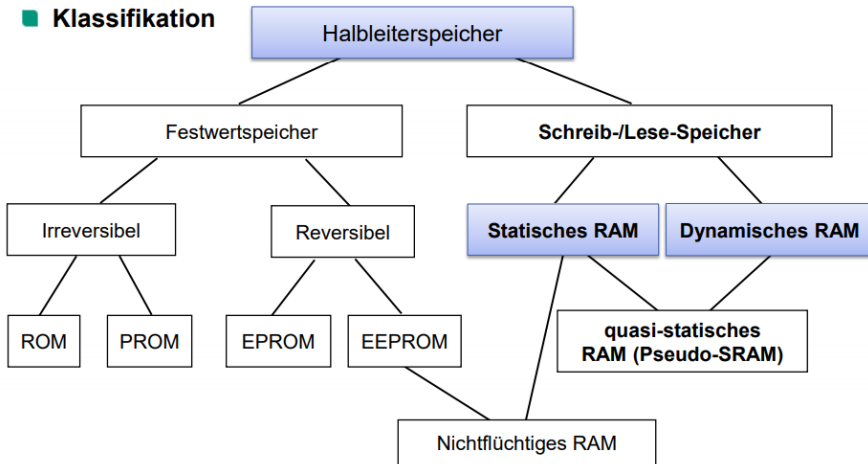 Klassifikation
Halbleiterspeicher
Festwertspeicher
Schreib-/Lese-Speicher
Irreversibel
Reversibel
Statisches RAM
Dynamisches RAM
ROM
PROM
EPROM
EEPROM
quasi-statisches
RAM (Pseudo-SRAM)
Nichtflüchtiges RAM